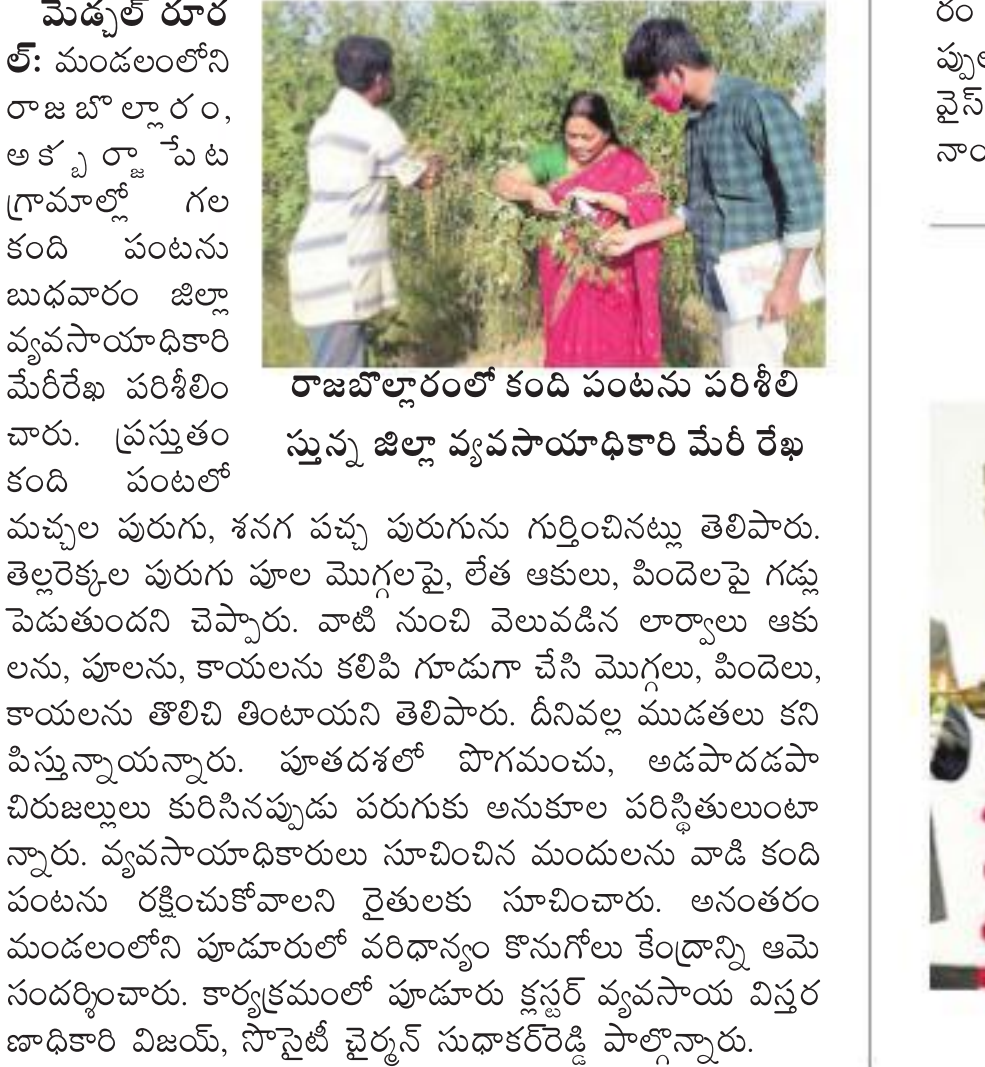 మేడ్చల్ రూర
ల్: మండలంలోని
రాజబొల్లారం,
అక్బర్జాపేట
గ్రామాల్లో గల
కంది పంటను
బుధవారం జిల్లా
వ్యవసాయాధికారి
మేరీరేఖ పరిశీలిం
చారు. ప్రస్తుతం
కంది పంటలో
రాజబొల్లారంలో కంది పంటను పరిశీలి
స్తున్న జిల్లా వ్యవసాయాధికారి మేరీ రేఖ
మచ్చల పురుగు, శనగ పచ్చ పురుగును గుర్తించినట్లు తెలిపారు.
తెల్లరెక్కల పురుగు పూల మొగ్గలపై, లేత ఆకులు, పిందెలపై గడ్లు
పెడుతుందని చెప్పారు. వాటి నుంచి వెలువడిన లార్వాలు ఆకు
లను, పూలను, కాయలను కలిపి గూడుగా చేసి మొగ్గలు, పిందెలు,
కాయలను తొలిచి తింటాయని తెలిపారు. దీనివల్ల ముడతలు కని
పిస్తున్నాయన్నారు. పూతదశలో పొగమంచు, అడపాదడపా
చిరుజల్లులు కురిసినప్పుడు పరుగుకు అనుకూల పరిస్థితులుంటా
న్నారు. వ్యవసాయాధికారులు సూచించిన మందులను వాడి కంది
పంటను రక్షించుకోవాలని రైతులకు సూచించారు. అనంతరం
మండలంలోని పూడూరులో వరిధాన్యం కొనుగోలు కేంద్రాన్ని ఆమె
సందర్శించారు. కార్యక్రమంలో పూడూరు క్లస్టర్ వ్యవసాయ విస్తర
ణాధికారి విజయ్, సొసైటీ చైర్మన్ సుధాకర్‌రెడ్డి పాల్గొన్నారు.
రం
వైస్